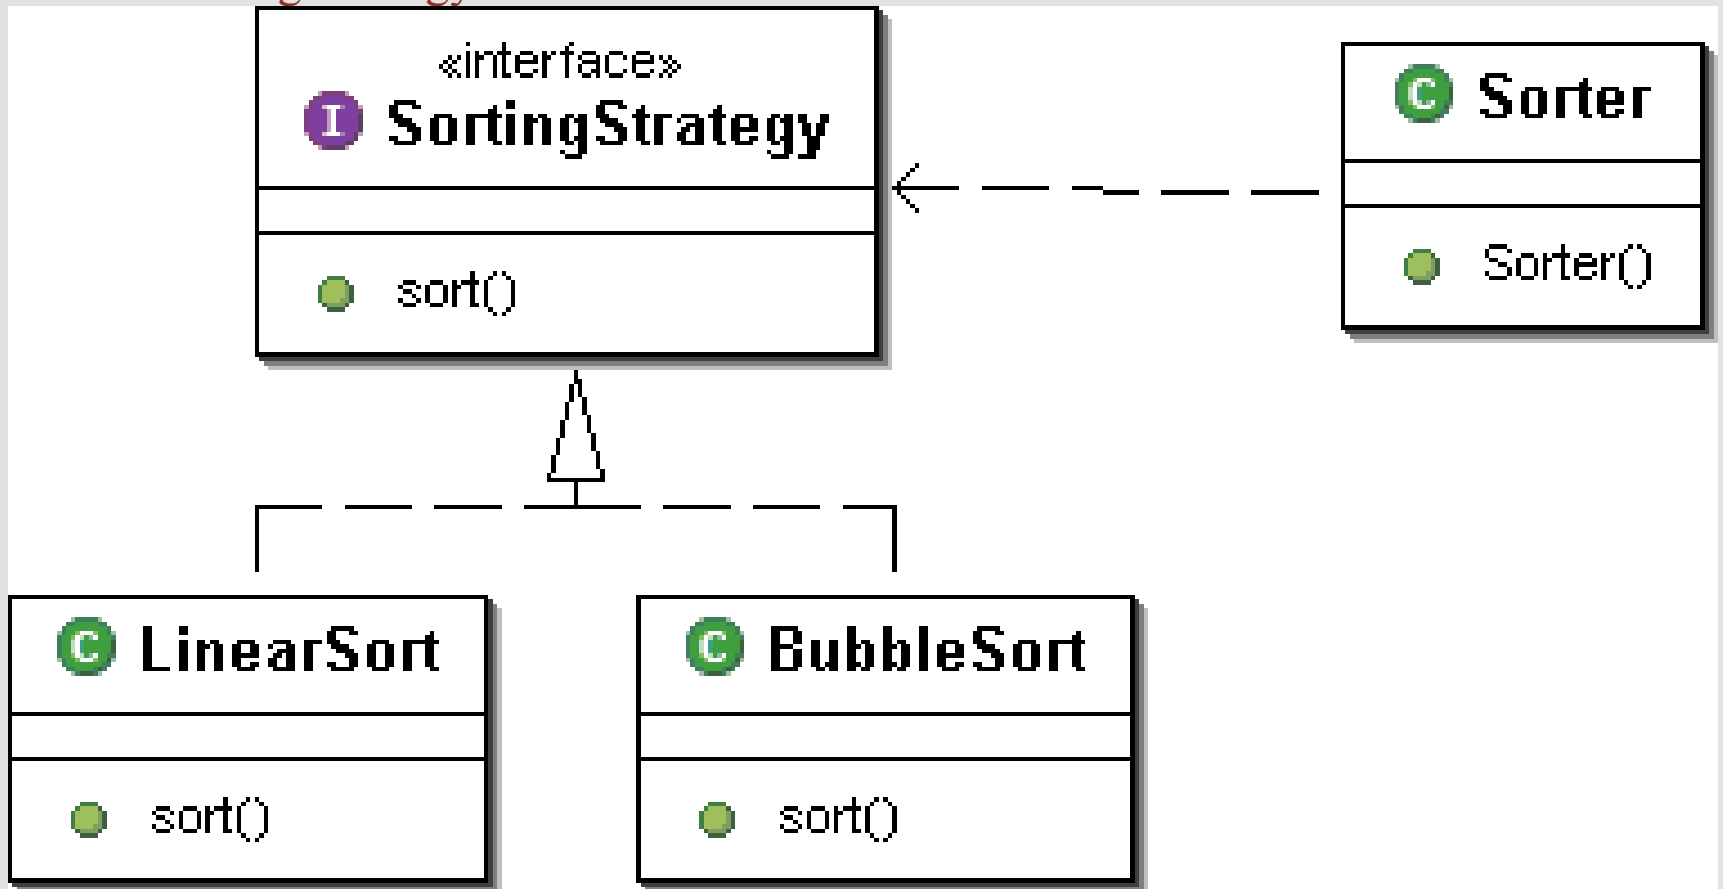 «interface»
I SortingStrategy
sort()
C Sorter
Sorter()
C LinearSort
sort()
C BubbleSort
sort()